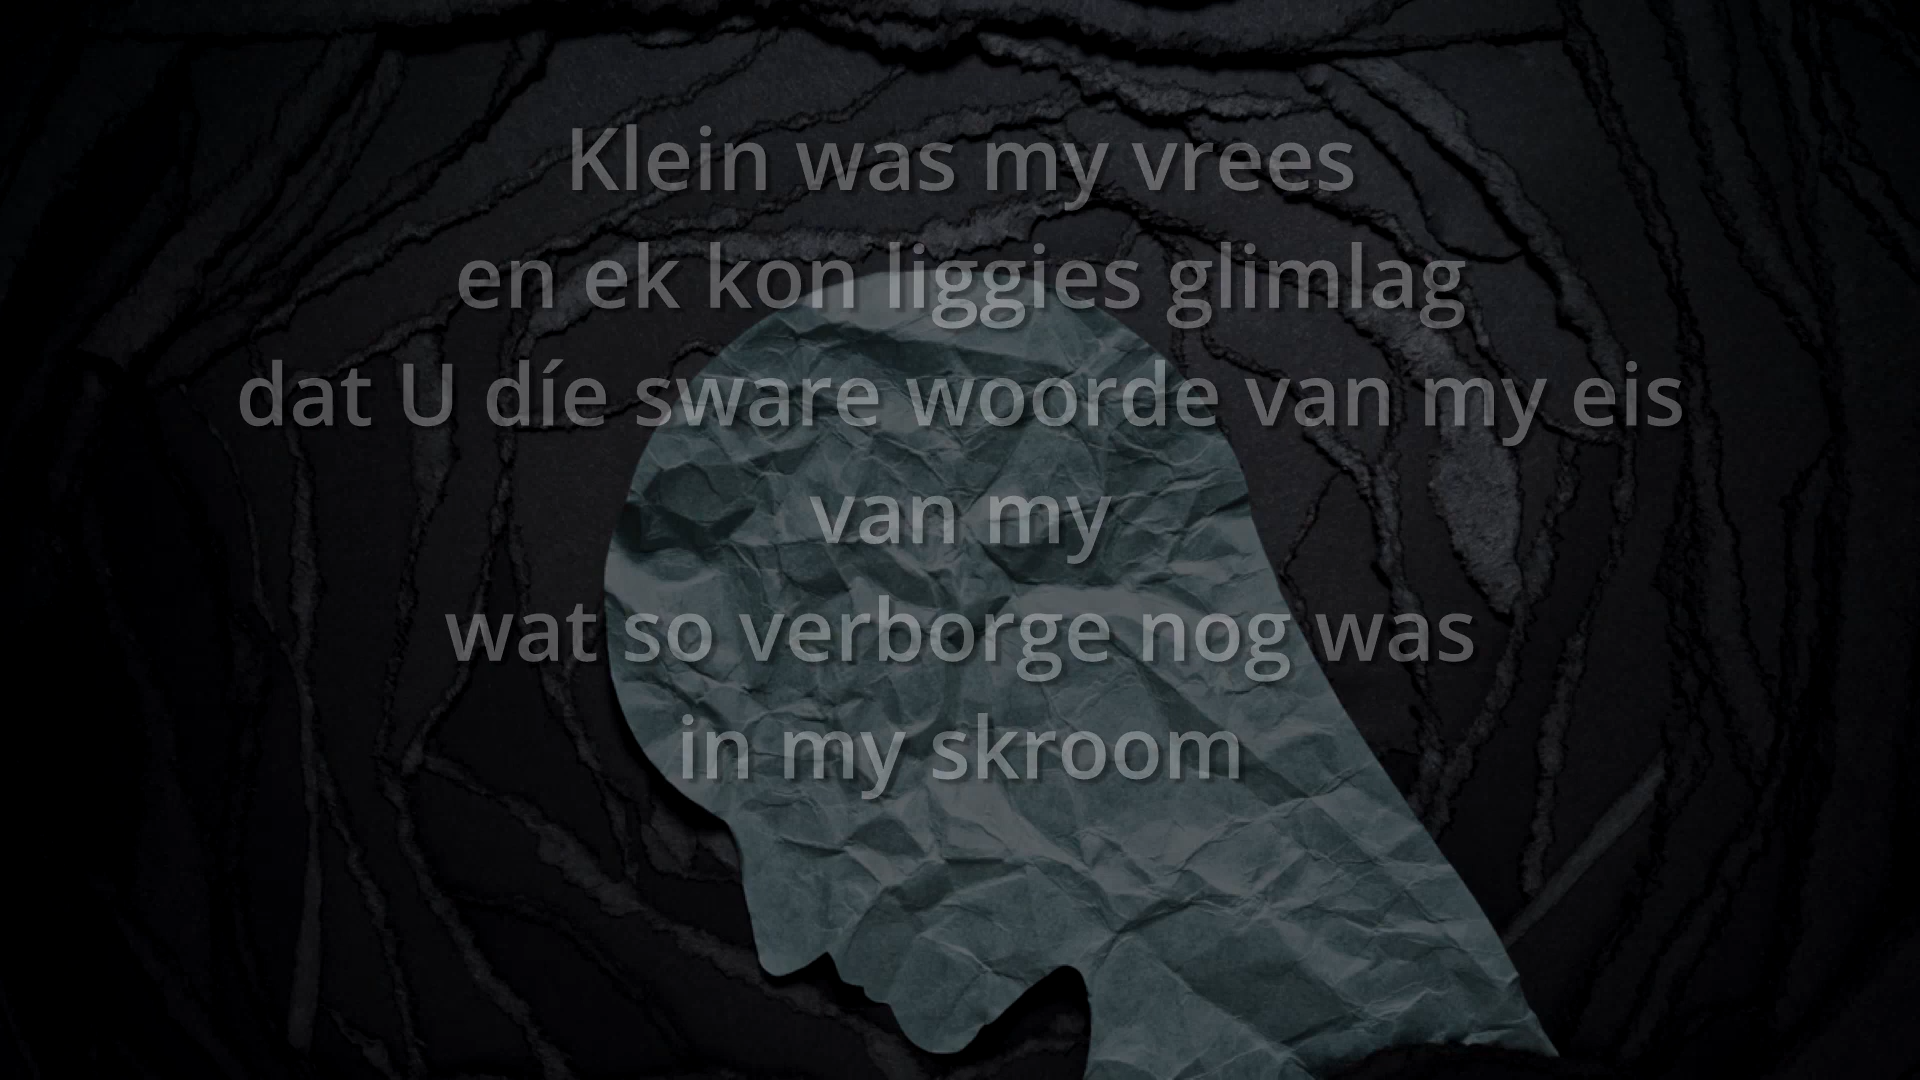 Klein was my vrees
en ek kon liggies glimlag
dat U díe sware woorde van my eis
van my
wat so verborge nog was
in my skroom